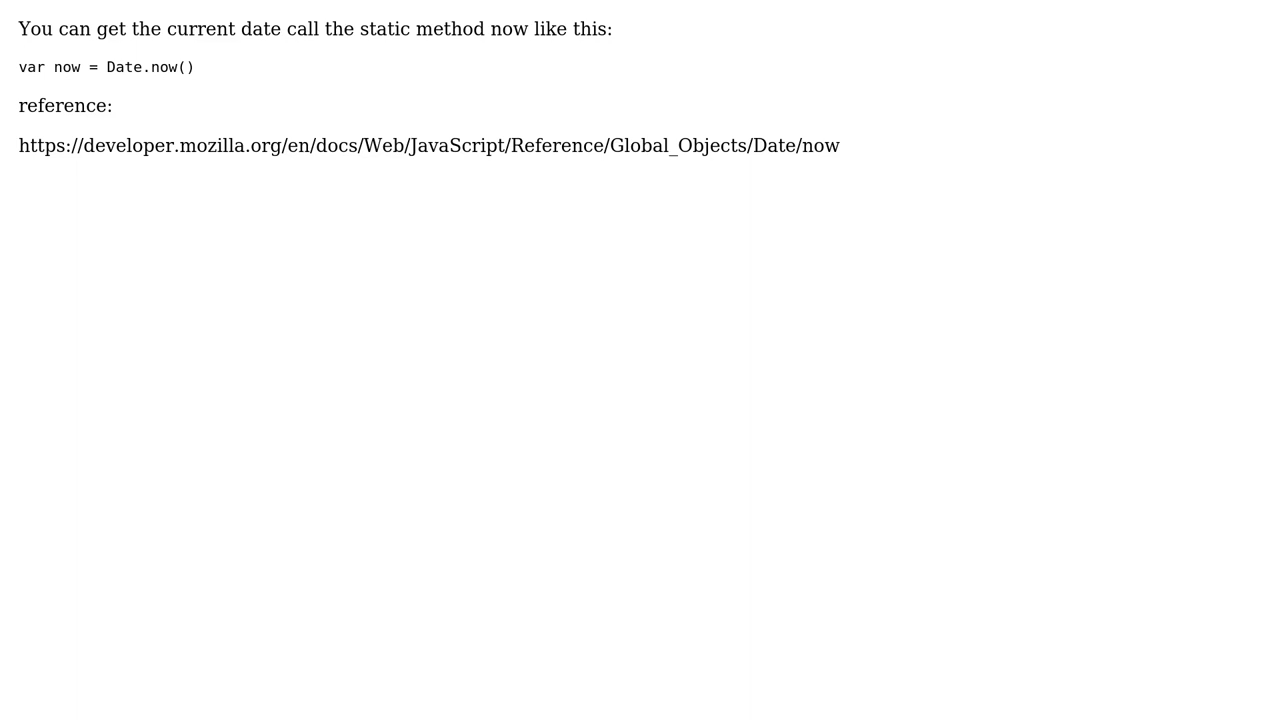 You can get the current date call the static method now like this:
var now = Date.now()
reference:
https://developer.mozilla.org/en/docs/Web/JavaScript/Reference/Global_Objects/Date/now